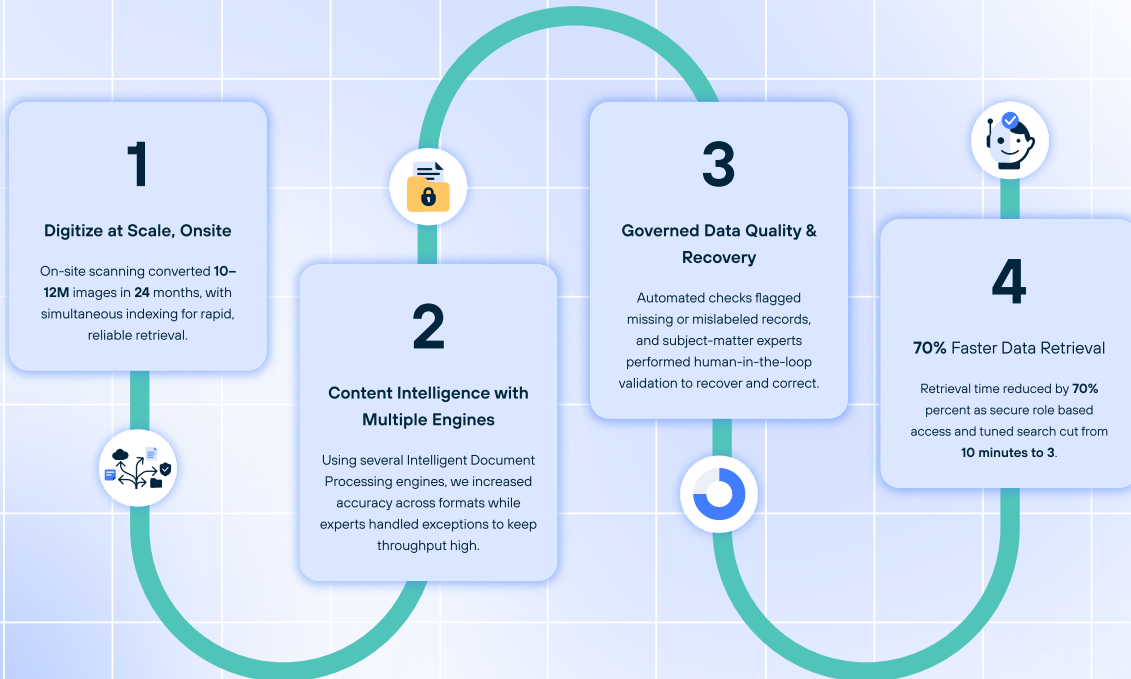 1
Digitize at Scale, Onsite
On-site scanning converted 10–
12M images in 24 months, with
simultaneous indexing for rapid,
reliable retrieval.
2
Content Intelligence with
Multiple Engines
Using several Intelligent Document
Processing engines, we increased
accuracy across formats while
experts handled exceptions to keep
throughput high.
3
Governed Data Quality &
Recovery
Automated checks flagged
missing or mislabeled records,
and subject-matter experts
performed human-in-the-loop
validation to recover and correct.
4
70% Faster Data Retrieval
Retrieval time reduced by 70%
percent as secure role based
access and tuned search cut from
10 minutes to 3.